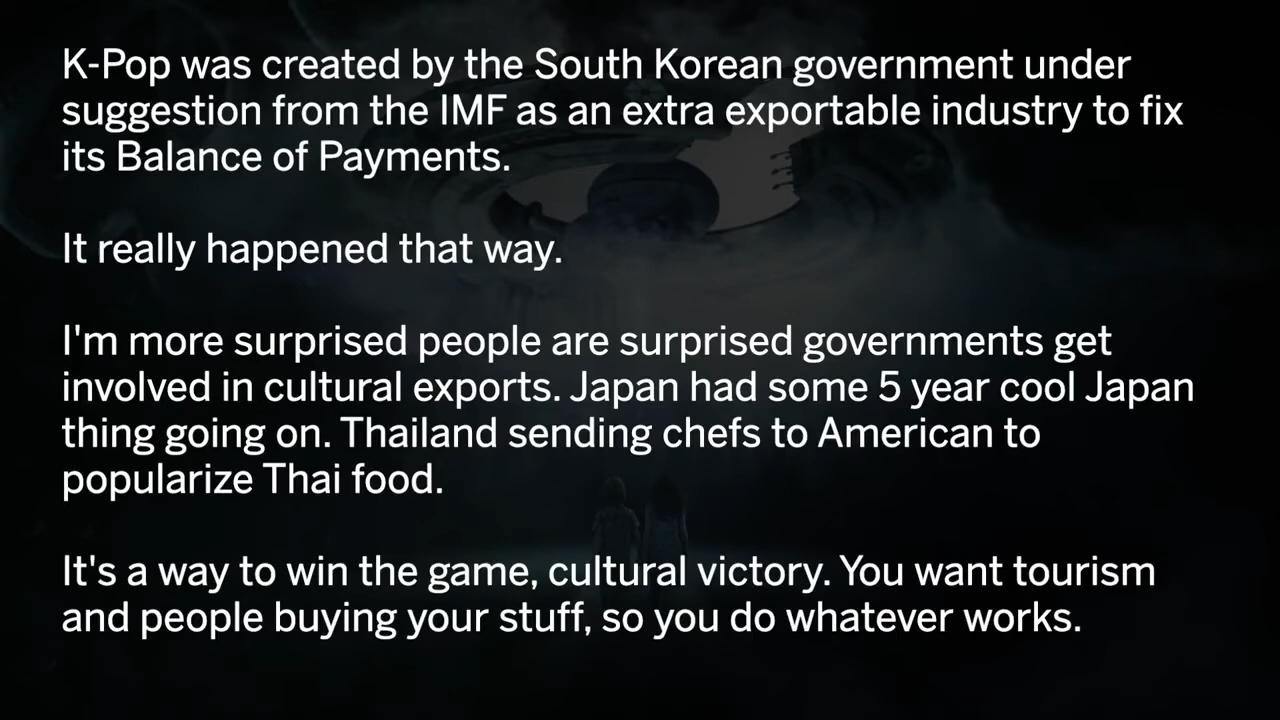 K-Pop was created by the South Korean government under
suggestion from the IMF as an extra exportable industry to fix
its Balance of Payments.
It really happened that way.
I'm more surprised people are surprised governments get
involved in cultural exports. Japan had some 5 year cool Japan
thing going on. Thailand sending chefs to American to
popularize Thai food.
It's a way to win the game, cultural victory. You want tourism
and people buying your stuff, so you do whatever works.